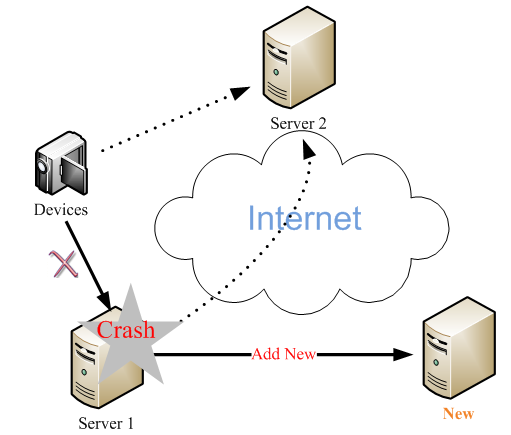 Server 2
Devices
Internet
Crash
Add New
Server 1
New